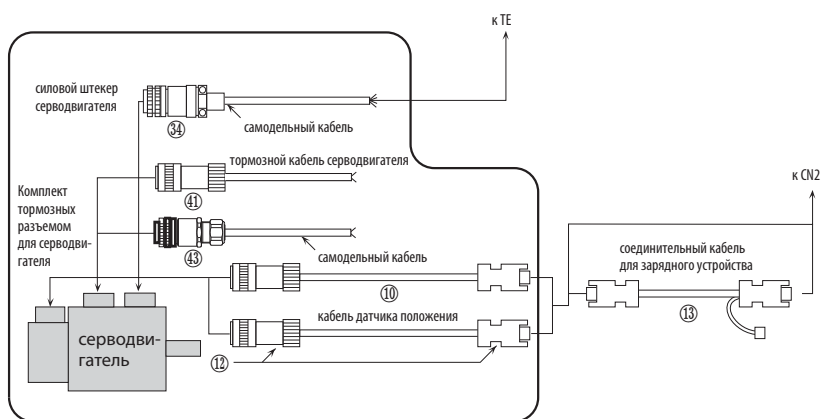 к TE
силовой штекер
серводвигателя
34
самодельный кабель
тормозной кабель серводвигателя
41
к CN2
Комплект
тормозных
разъемом
для серводви-
гателя
43
самодельный кабель
соединительный кабель
для зарядного устройства
10
13
кабель датчика положения
серводви-
гатель
12